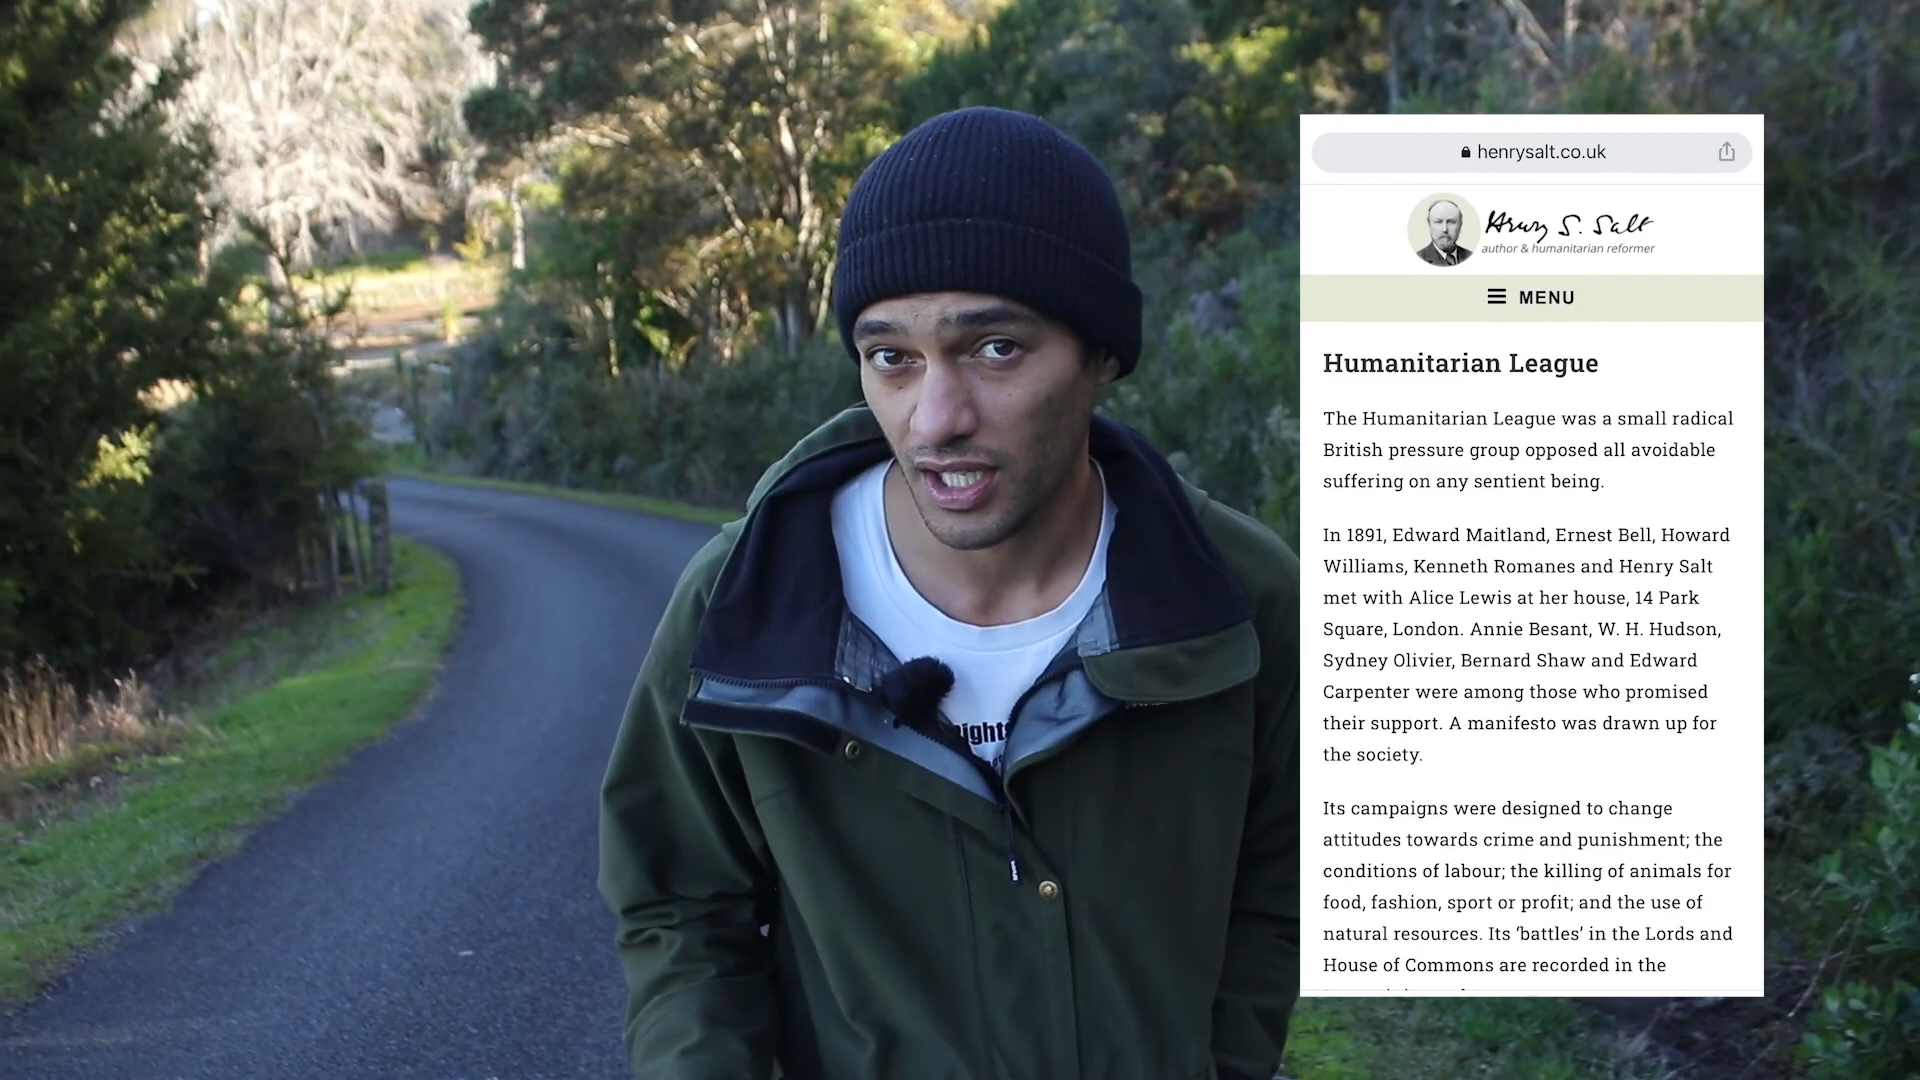 henrysalt.co.uk
Henry S. Salt
author & humanitarian reformer
MENU
Humanitarian League
The Humanitarian League was a small radical
British pressure group opposed all avoidable
suffering on any sentient being.
In 1891, Edward Maitland, Ernest Bell, Howard
Williams, Kenneth Romanes and Henry Salt
met with Alice Lewis at her house, 14 Park
Square, London. Annie Besant, W. H. Hudson,
Sydney Olivier, Bernard Shaw and Edward
Carpenter were among those who promised
their support. A manifesto was drawn up for
the society.
Its campaigns were designed to change
attitudes towards crime and punishment; the
conditions of labour; the killing of animals for
food, fashion, sport or profit; and the use of
natural resources. Its ‘battles’ in the Lords and
House of Commons are recorded in the